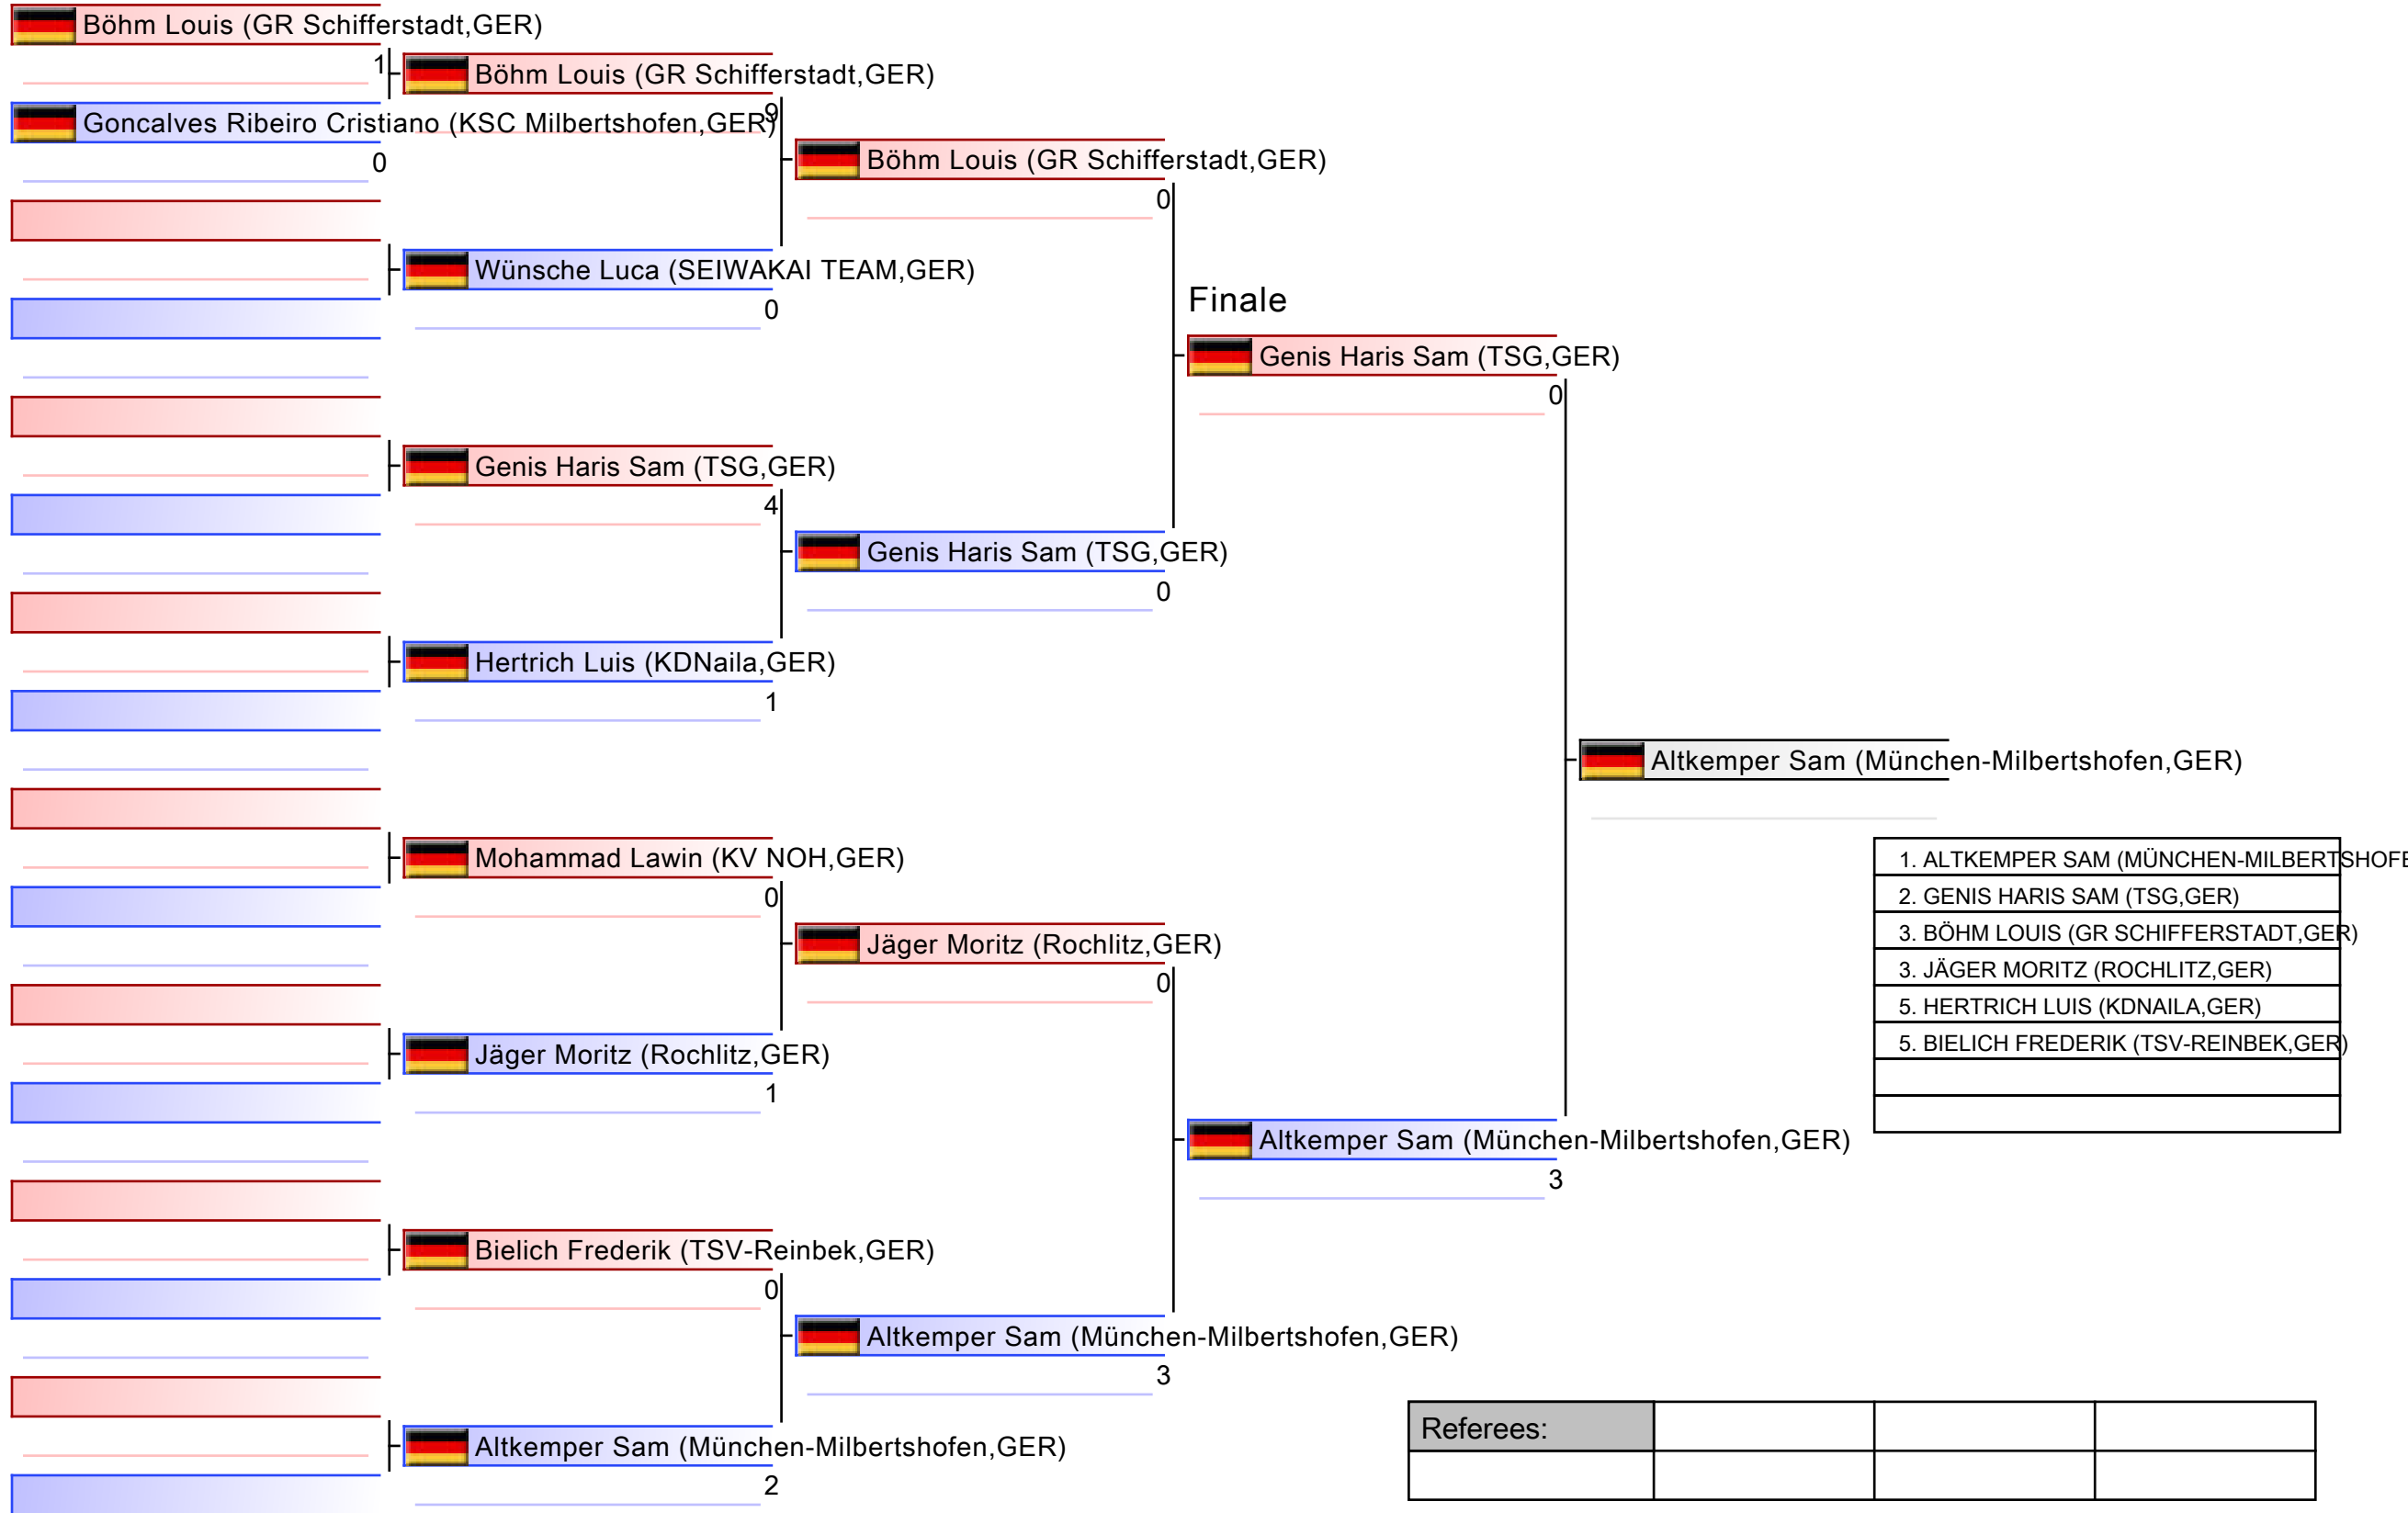 Böhm Louis (GR Schifferstadt,GER)
1
Goncalves Ribeiro Cristiano (KSC Milbertshofen,GER)
0
Böhm Louis (GR Schifferstadt,GER)
9
Wünsche Luca (SEIWAKAI TEAM,GER)
0
Genis Haris Sam (TSG,GER)
4
Hertrich Luis (KDNaila,GER)
1
Mohammad Lawin (KV NOH,GER)
0
Jäger Moritz (Rochlitz,GER)
1
Bielich Frederik (TSV-Reinbek,GER)
0
Altkemper Sam (München-Milbertshofen,GER)
2
Böhm Louis (GR Schifferstadt,GER)
0
Genis Haris Sam (TSG,GER)
0
Jäger Moritz (Rochlitz,GER)
0
Altkemper Sam (München-Milbertshofen,GER)
3
Finale
Genis Haris Sam (TSG,GER)
0
Altkemper Sam (München-Milbertshofen,GER)
3
Altkemper Sam (München-Milbertshofen,GER)
1. ALTKEMPER SAM (MÜNCHEN-MILBERTSHOFE
2. GENIS HARIS SAM (TSG,GER)
3. BÖHM LOUIS (GR SCHIFFERSTADT,GER)
3. JÄGER MORITZ (ROCHLITZ,GER)
5. HERTRICH LUIS (KDNAILA,GER)
5. BIELICH FREDERIK (TSV-REINBEK,GER)
Referees: